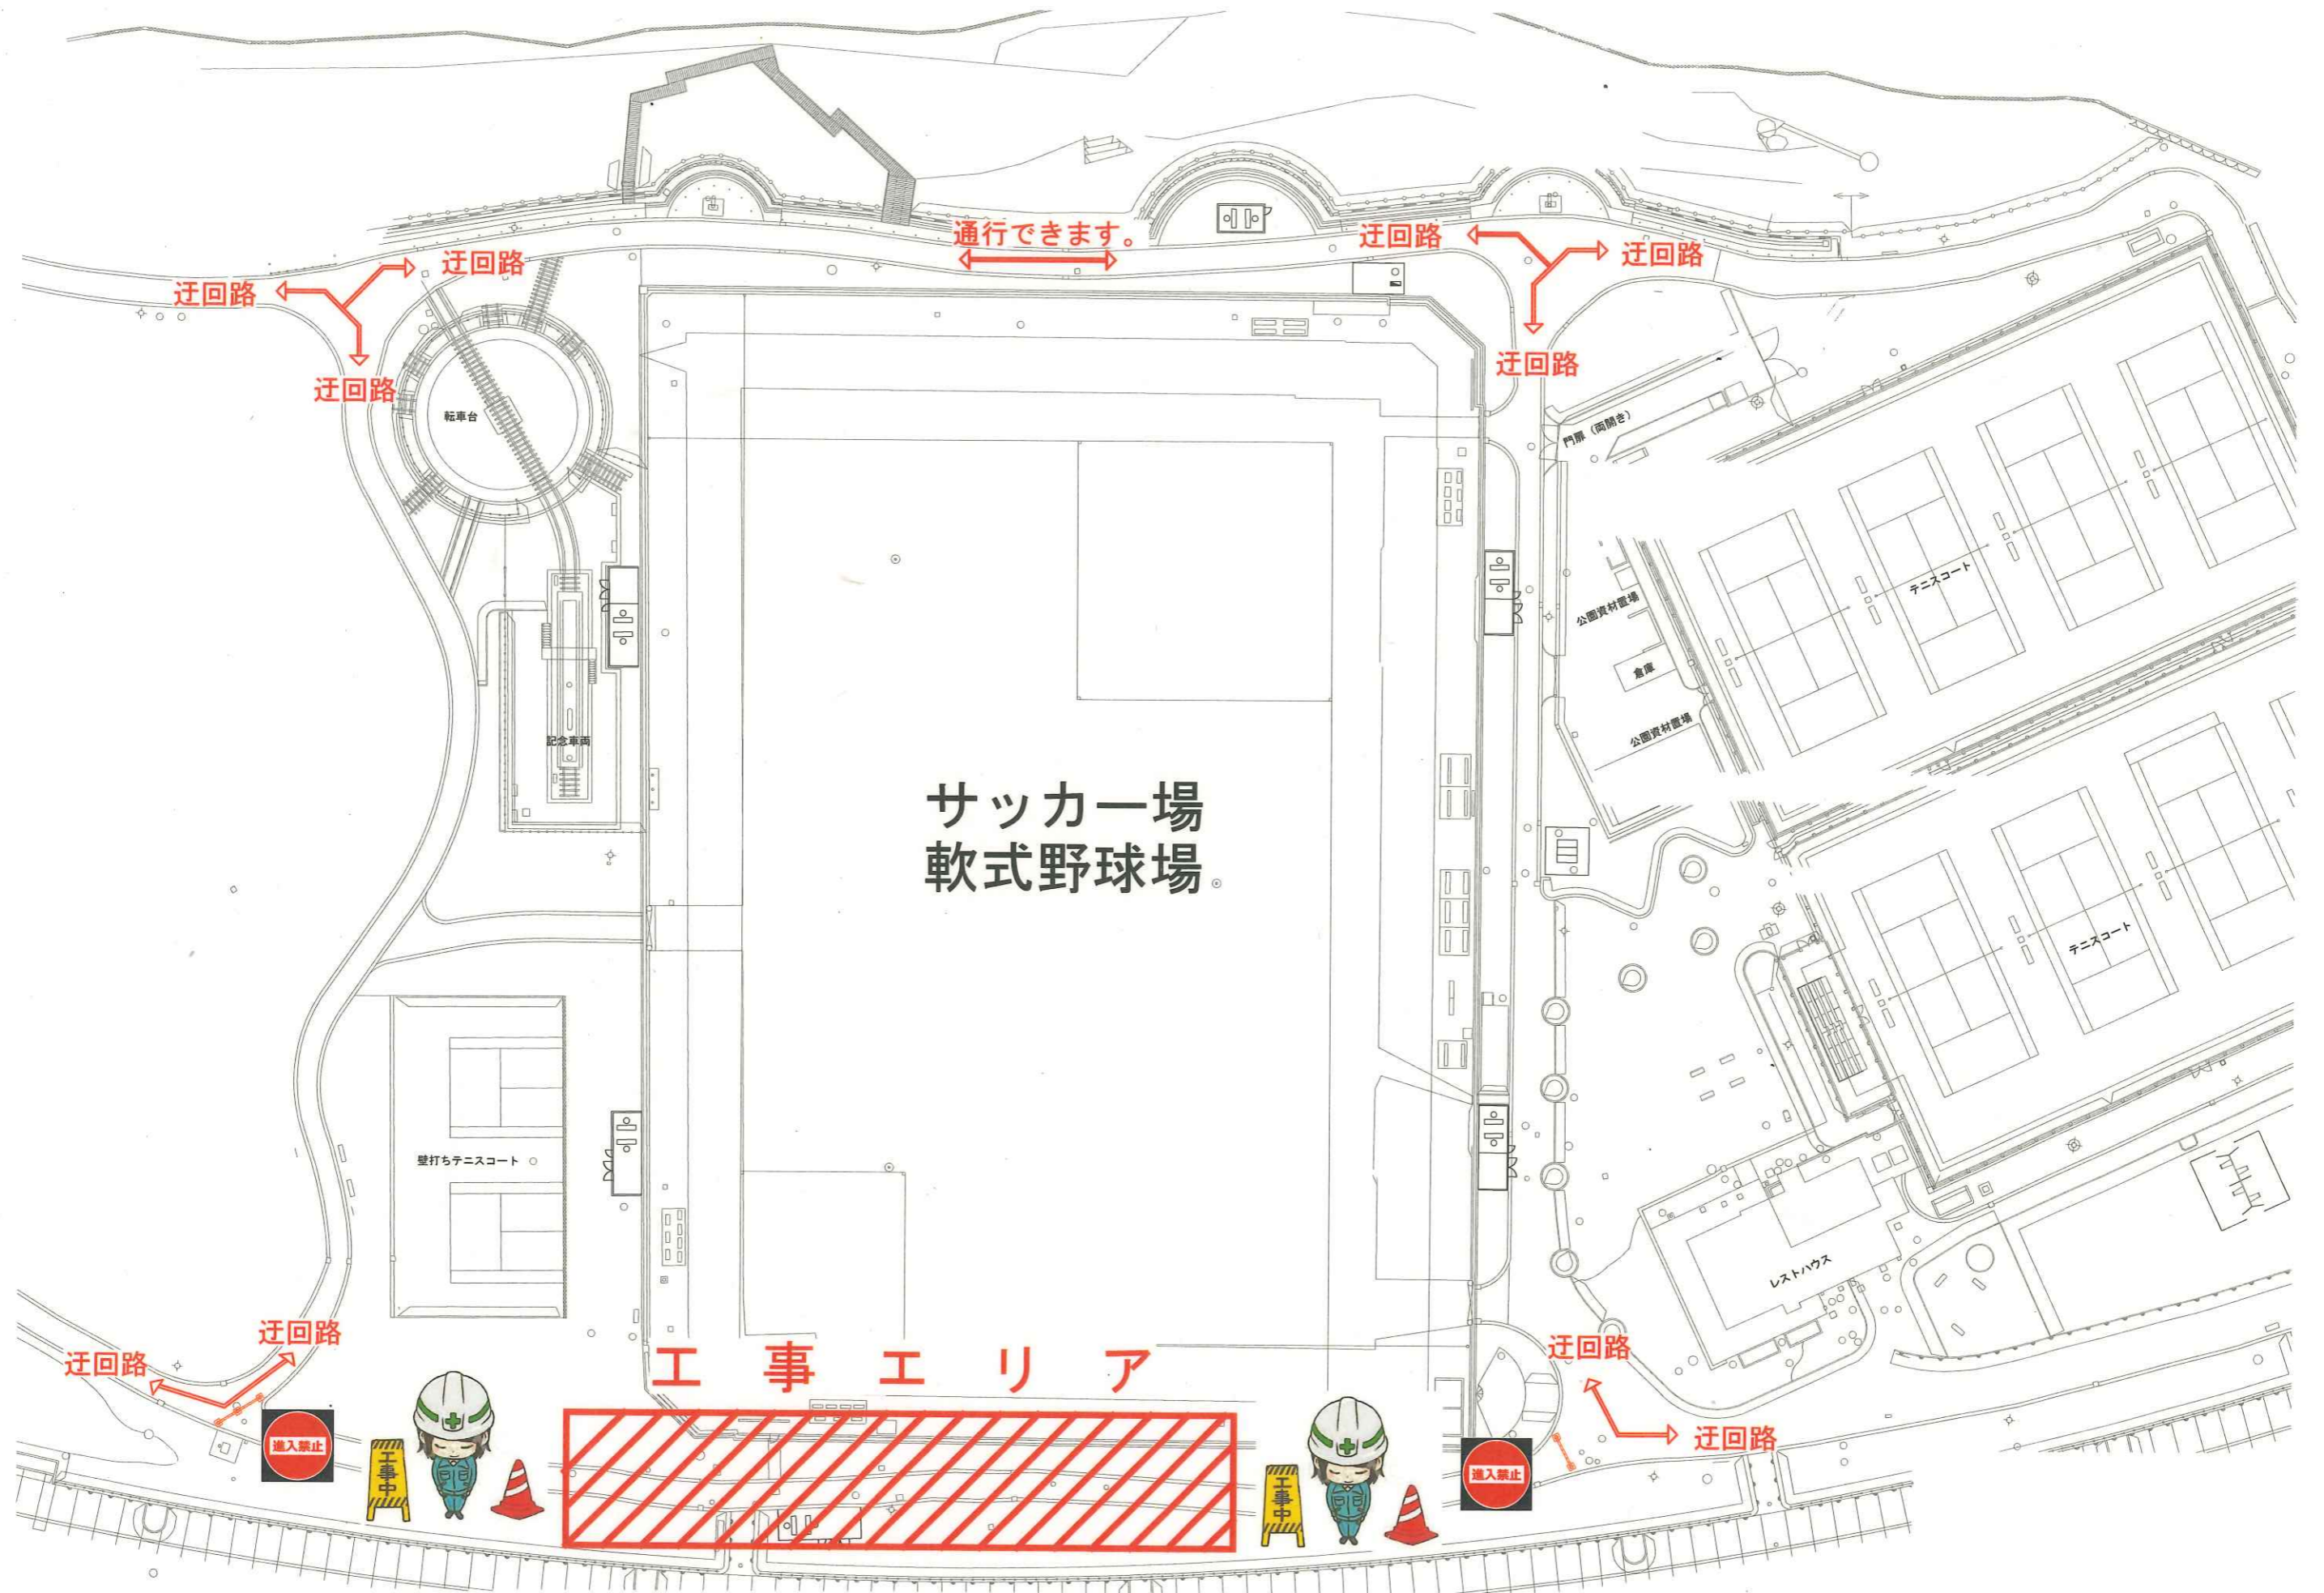 通行できます。
迂回路
迂回路
迂回路
迂回路
迂回路
迂回路
転車台
門扉（両開き）
テニスコート
公園資材置場
倉庫
公園資材置場
記念車両
サッカー場
軟式野球場
テニスコート
壁打ちテニスコート
レストハウス
迂回路
迂回路
工事エリア
迂回路
迂回路
進入禁止
工事中
工事中
進入禁止